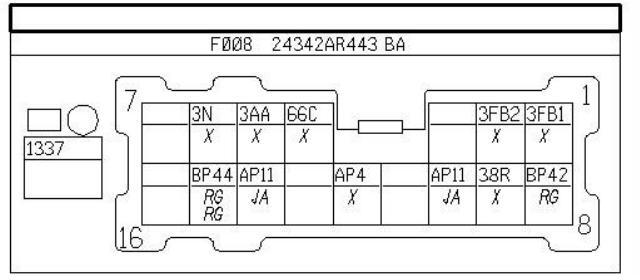 FØØ8 24342AR443 BA
7 1
3N 3AA 66C 3FB2 3FB1
X X X X X
1337
BP44 AP11 AP4 AP11 38R BP42
RG JA X JA X RG
RG
16 8